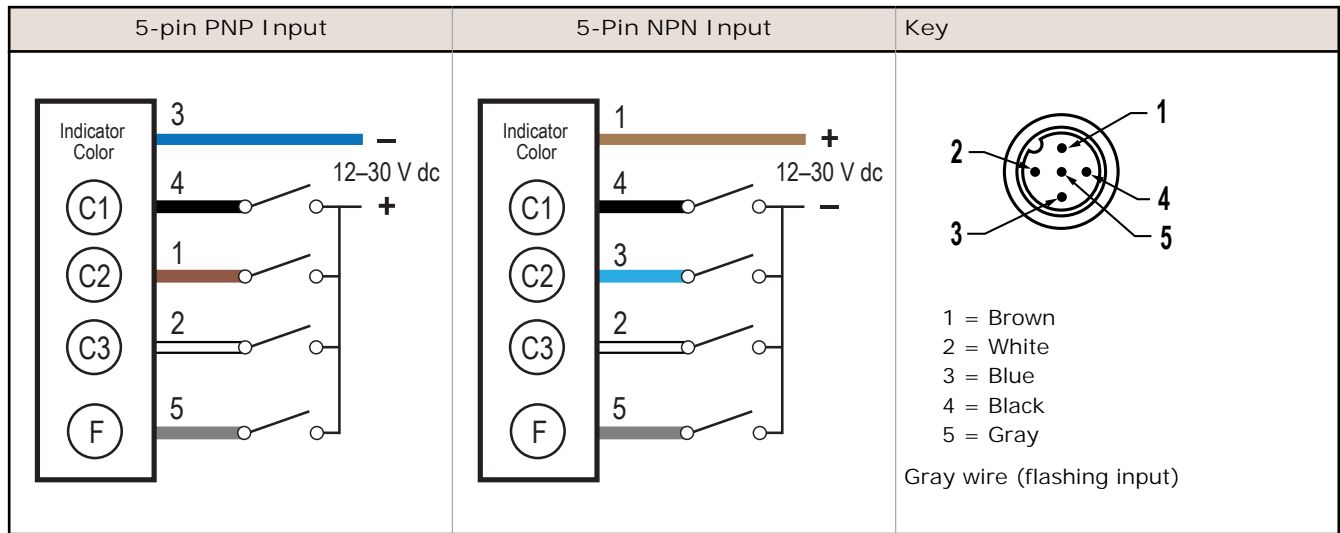 5-pin PNP Input
5-Pin NPN Input
Key
Indicator
Color
3
–
12–30 V dc
4
+
C1
1
C2
2
C3
5
F
Indicator
Color
1
+
12–30 V dc
4
–
C1
3
C2
2
C3
5
F
1
2
4
3
5
1 = Brown
2 = White
3 = Blue
4 = Black
5 = Gray
Gray wire (flashing input)